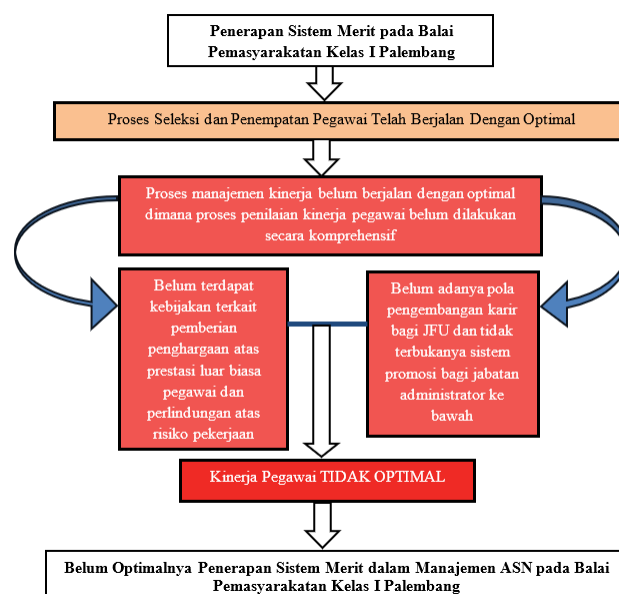 Penerapan Sistem Merit pada Balai
Pemasyarakatan Kelas I Palembang
Proses Seleksi dan Penempatan Pegawai Telah Berjalan Dengan Optimal
Proses manajemen kinerja belum berjalan dengan optimal
dimana proses penilaian kinerja pegawai belum dilakukan
secara komprehensif
Belum terdapat
kebijakan terkait
pemberian
penghargaan atas
prestasi luar biasa
pegawai dan
perlindungan atas
risiko pekerjaan
Belum adanya pola
pengembangan karir
bagi JFU dan tidak
terbukanya sistem
promosi bagi jabatan
administrator ke
bawah
Kinerja Pegawai TIDAK OPTIMAL
Belum Optimalnya Penerapan Sistem Merit dalam Manajemen ASN pada Balai
Pemasyarakatan Kelas I Palembang